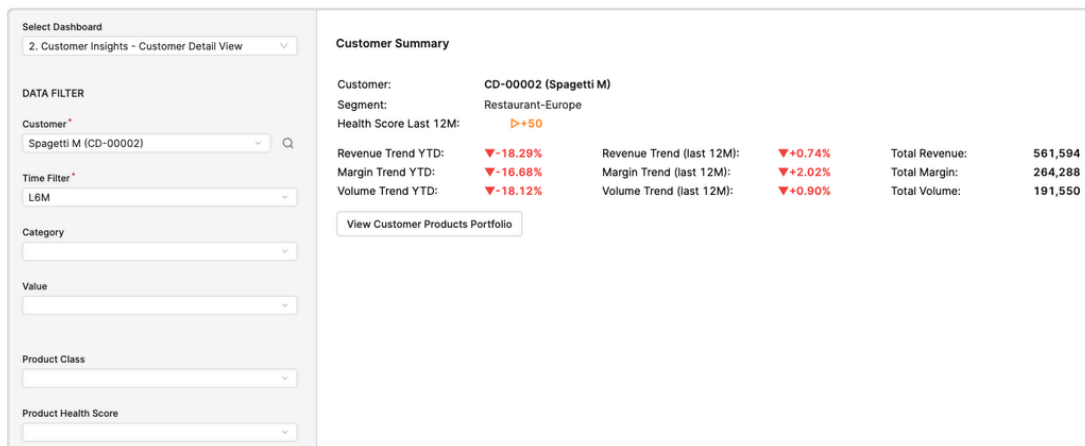 Select Dashboard
2. Customer Insights - Customer Detail View
DATA FILTER
Customer*
Spagetti M (CD-00002)
Time Filter*
L6M
Category
Value
Product Class
Product Health Score
Customer Summary
Customer: CD-00002 (Spagetti M)
Segment: Restaurant-Europe
Health Score Last 12M: ▷+50
Revenue Trend YTD: ▼-18.29% Revenue Trend (last 12M): ▼+0.74% Total Revenue: 561,594
Margin Trend YTD: ▼-16.68% Margin Trend (last 12M): ▼+2.02% Total Margin: 264,288
Volume Trend YTD: ▼-18.12% Volume Trend (last 12M): ▼+0.90% Total Volume: 191,550
View Customer Products Portfolio